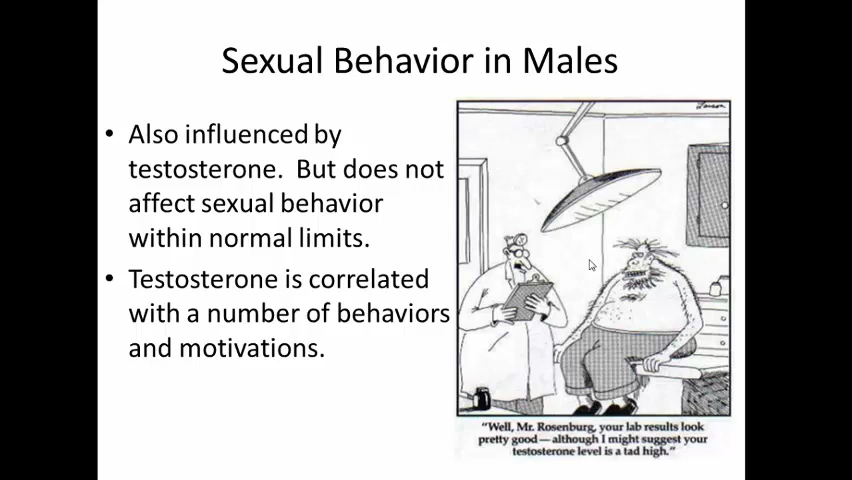 Sexual Behavior in Males
• Also influenced by
testosterone.  But does not
affect sexual behavior
within normal limits.
• Testosterone is correlated
with a number of behaviors
and motivations.
Larson
"Well, Mr. Rosenburg, your lab results look
pretty good — although I might suggest your
testosterone level is a tad high."